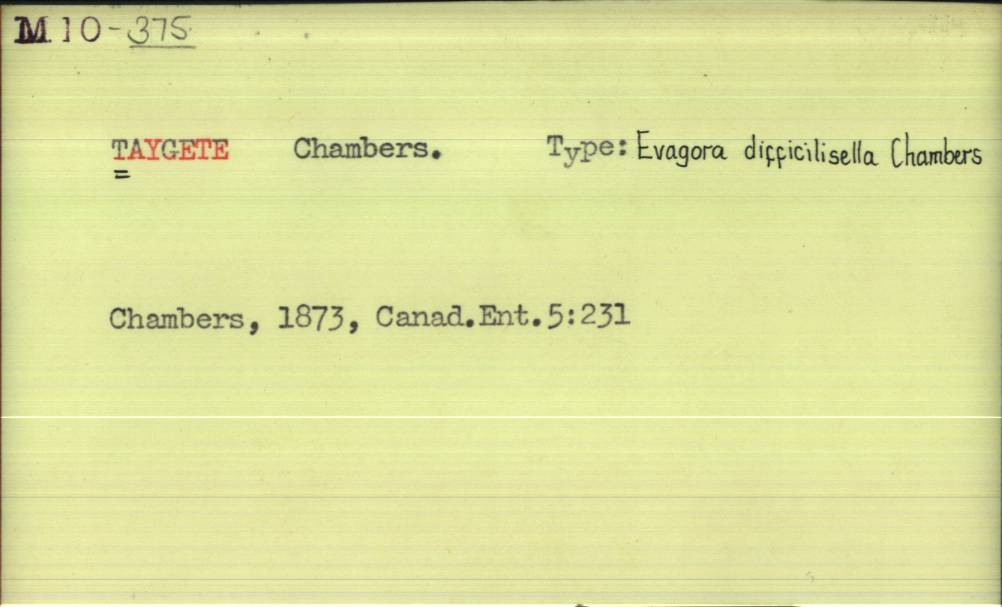 M 10-375
TAYGETE Chambers. Type: Evagora difficilisella Chambers
=
Chambers, 1873, Canad.Ent.5:231